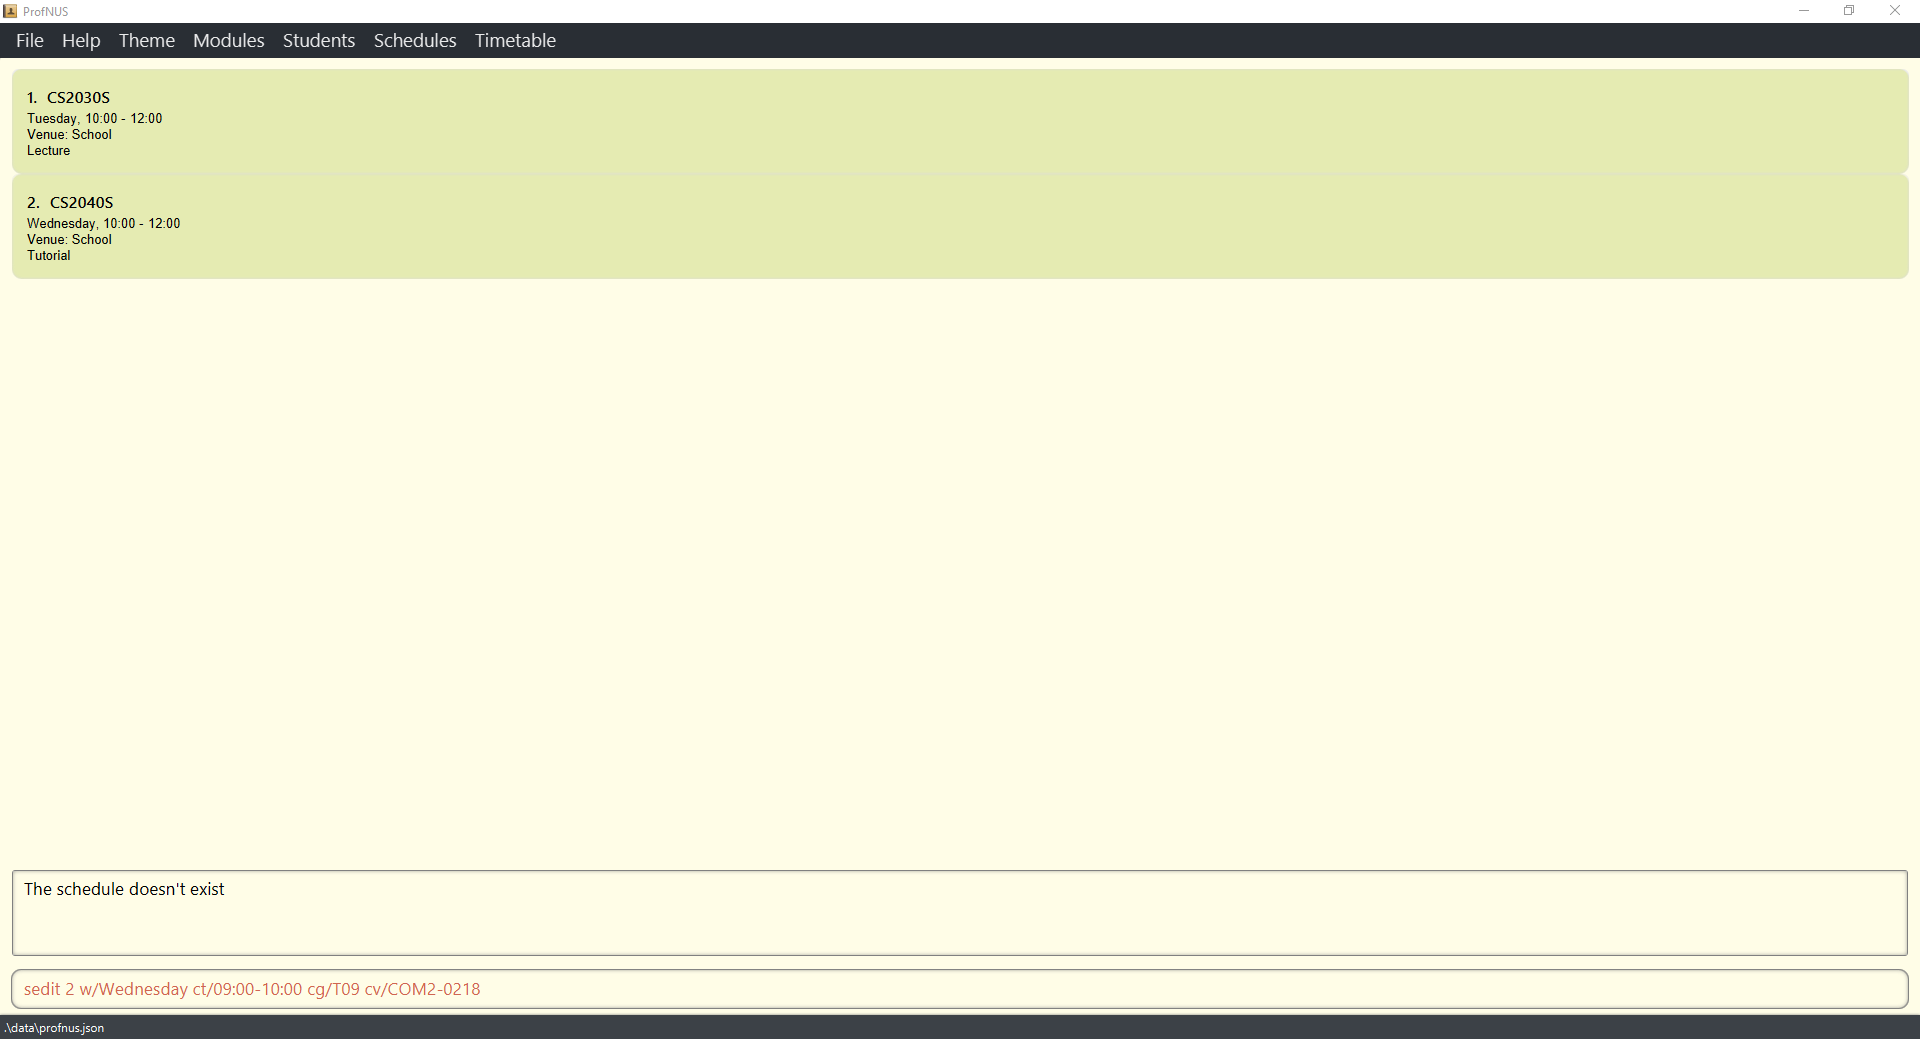 ProfNUS
File Help Theme Modules Students Schedules Timetable
1. CS2030S
Tuesday, 10:00 - 12:00
Venue: School
Lecture
2. CS2040S
Wednesday, 10:00 - 12:00
Venue: School
Tutorial
The schedule doesn't exist
sedit 2 w/Wednesday ct/09:00-10:00 cg/T09 cv/COM2-0218
.\data\profnus.json